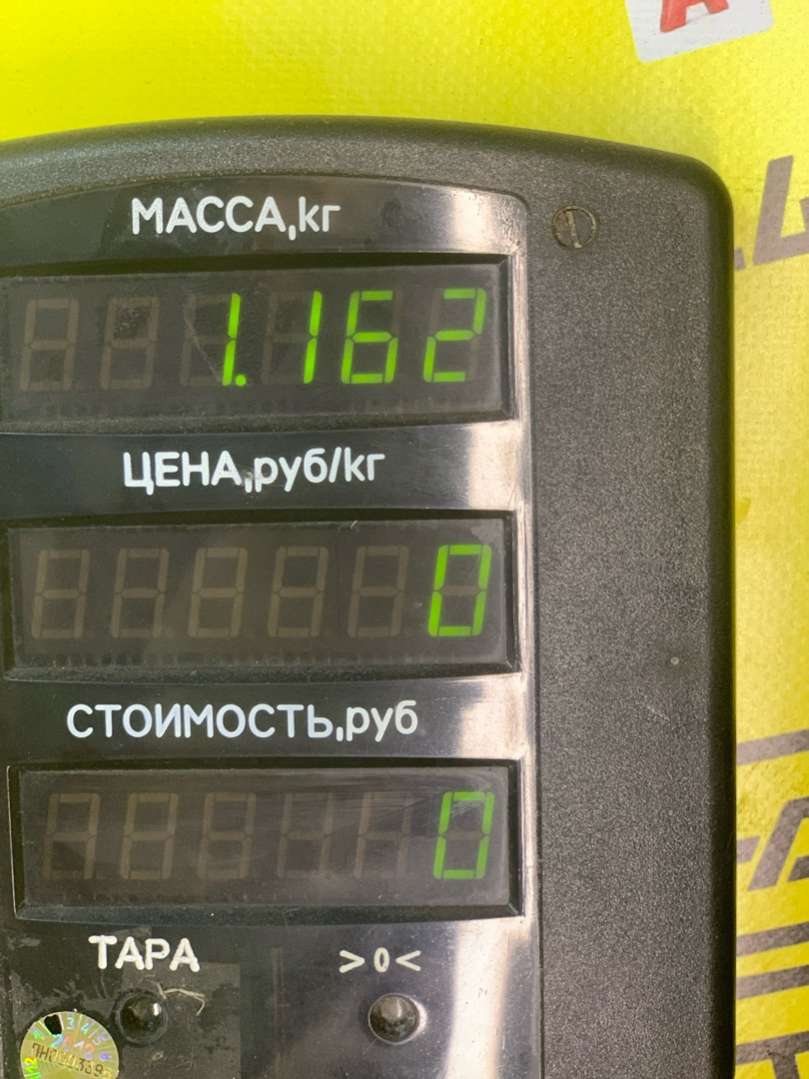 А
МАССА,кг
1.162
ЦЕНА,руб/кг
0
СТОИМОСТЬ,руб
0
ТАРА >0<